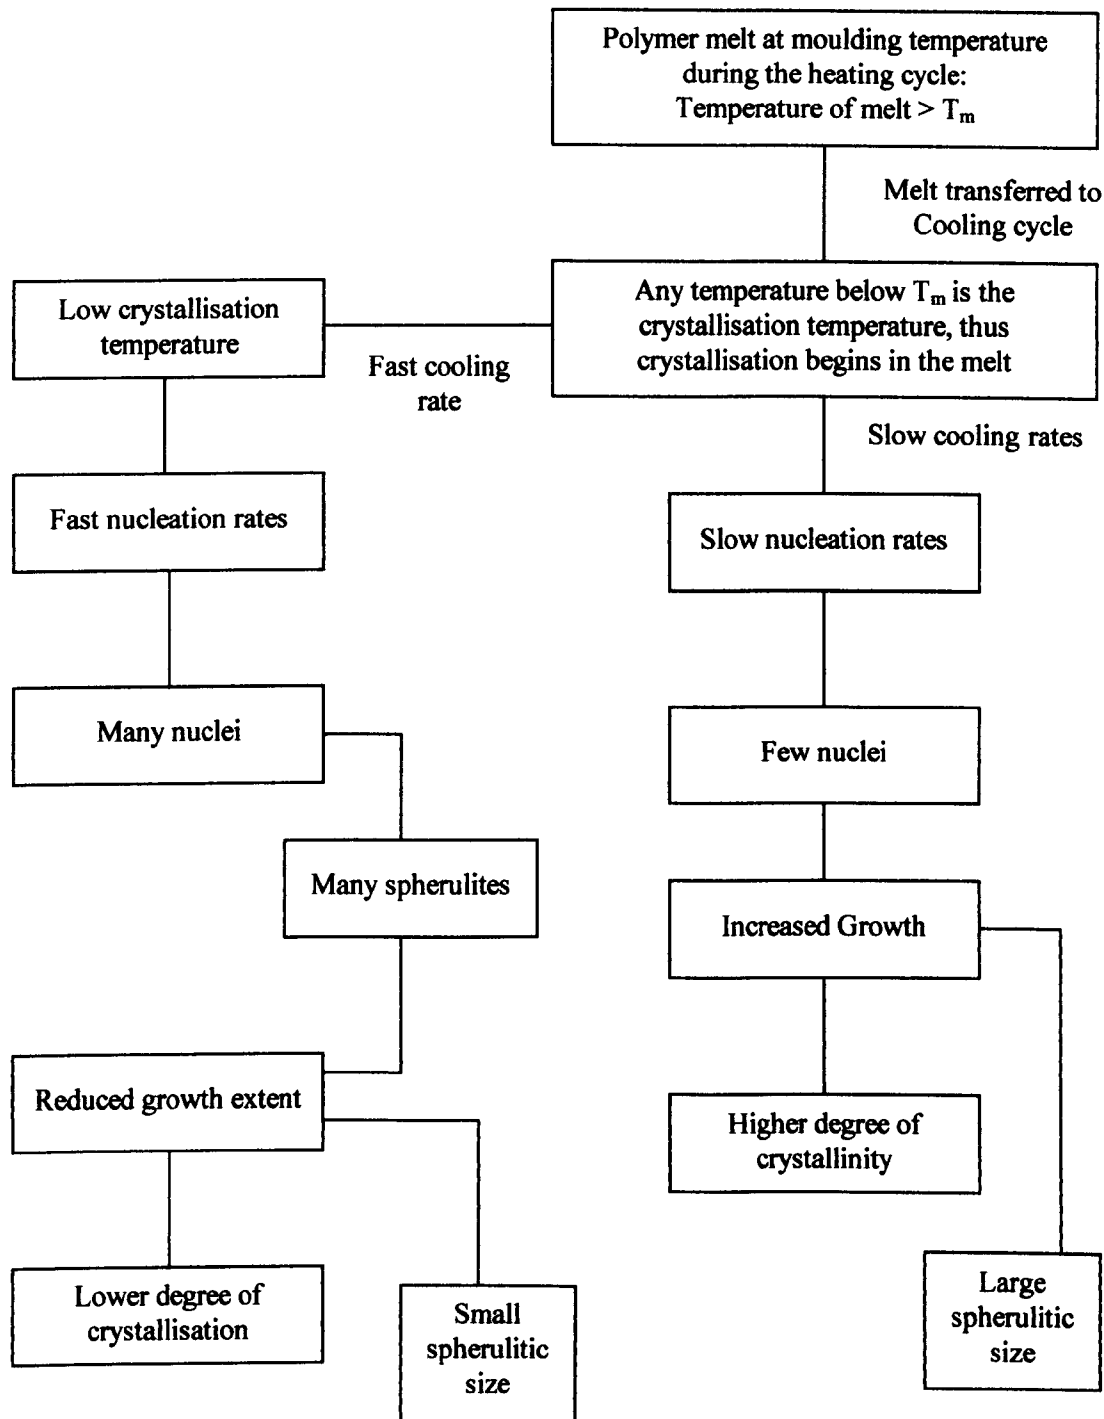 Polymer melt at moulding temperature
during the heating cycle:
Temperature of melt > Tm
Melt transferred to
Cooling cycle
Any temperature below Tm is the
crystallisation temperature, thus
crystallisation begins in the melt
Low crystallisation
temperature
Fast cooling
rate
Slow cooling rates
Fast nucleation rates
Slow nucleation rates
Many nuclei
Few nuclei
Many spherulites
Increased Growth
Reduced growth extent
Higher degree of
crystallinity
Lower degree of
crystallisation
Small
spherulitic
size
Large
spherulitic
size